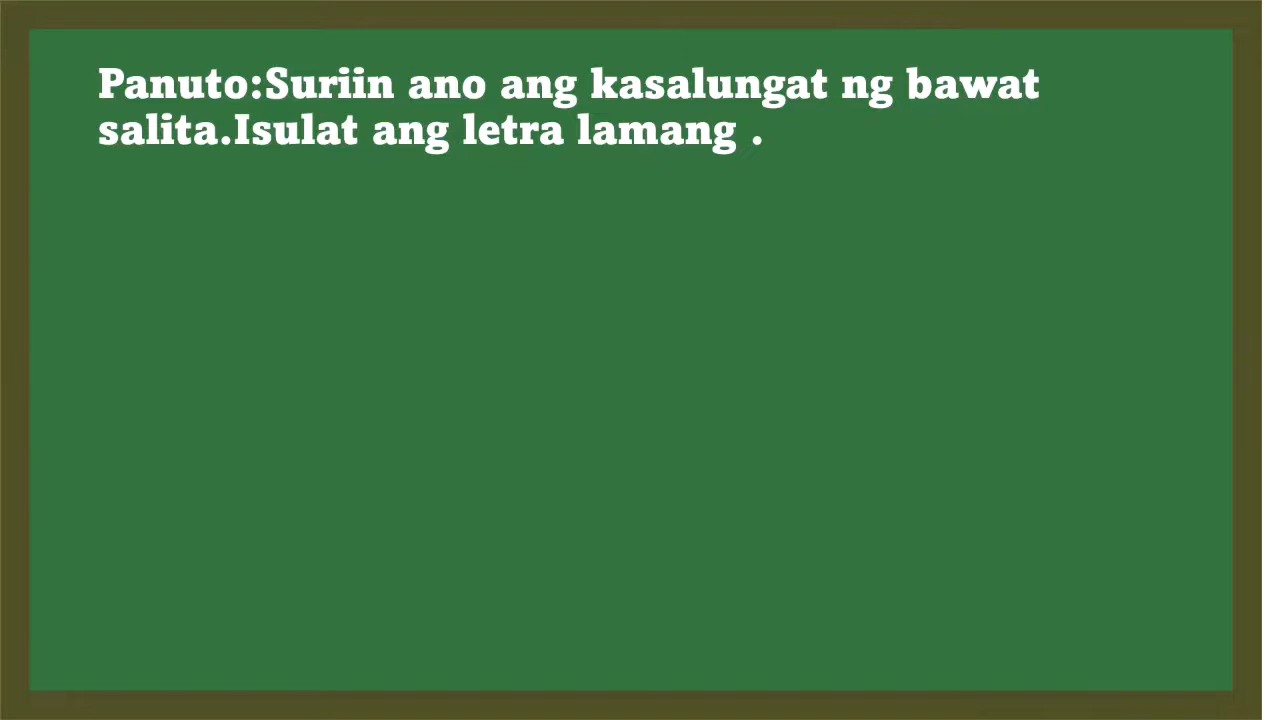 Panuto:Suriin ano ang kasalungat ng bawat
salita.Isulat ang letra lamang .